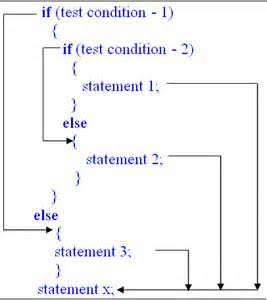 if (test condition - 1)
{
if (test condition - 2)
{
statement 1;
}
else
{
statement 2;
}
}
else
{
statement 3;
}
statement x;